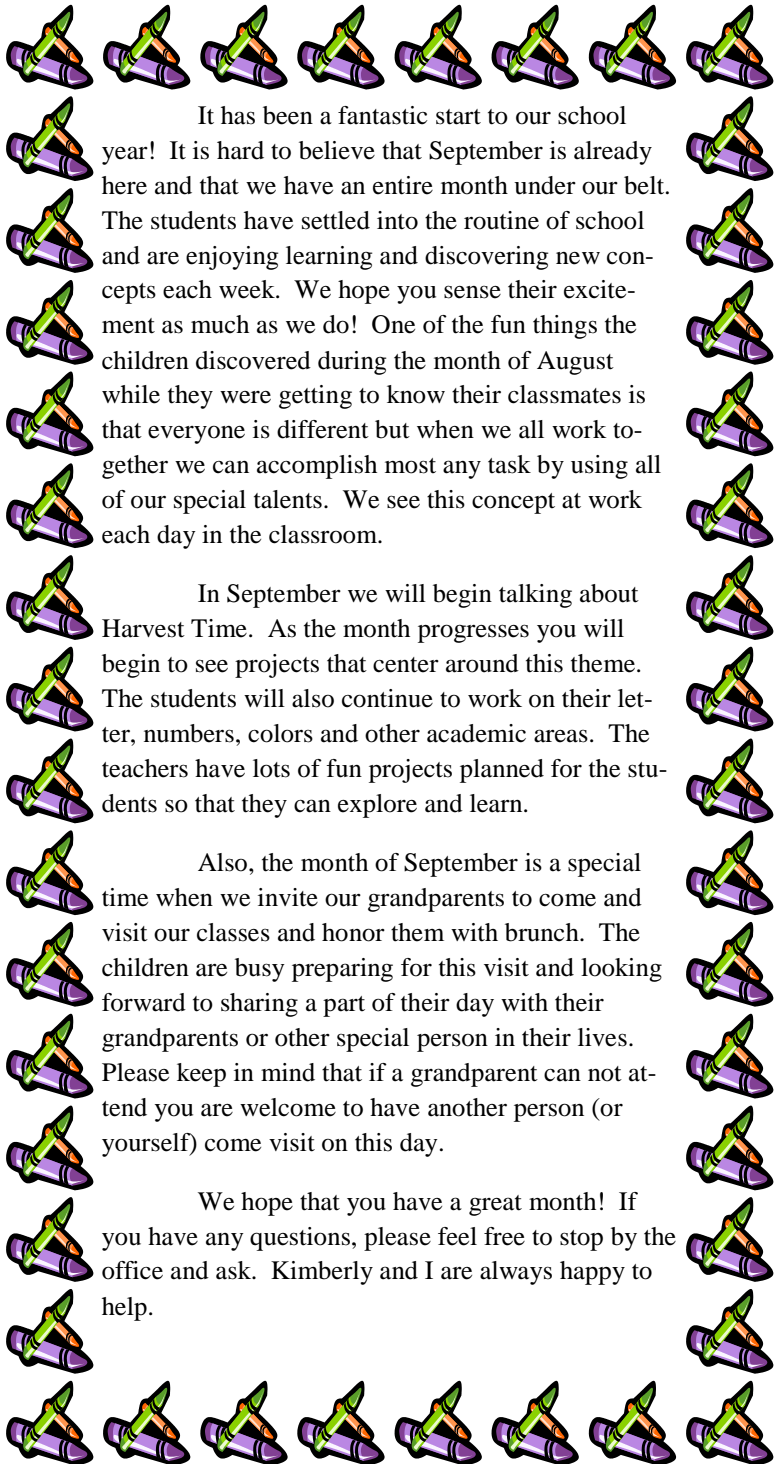 It has been a fantastic start to our school
year!  It is hard to believe that September is already
here and that we have an entire month under our belt.
The students have settled into the routine of school
and are enjoying learning and discovering new con-
cepts each week.  We hope you sense their excite-
ment as much as we do!  One of the fun things the
children discovered during the month of August
while they were getting to know their classmates is
that everyone is different but when we all work to-
gether we can accomplish most any task by using all
of our special talents.  We see this concept at work
each day in the classroom.
In September we will begin talking about
Harvest Time.  As the month progresses you will
begin to see projects that center around this theme.
The students will also continue to work on their let-
ter, numbers, colors and other academic areas.  The
teachers have lots of fun projects planned for the stu-
dents so that they can explore and learn.
Also, the month of September is a special
time when we invite our grandparents to come and
visit our classes and honor them with brunch.  The
children are busy preparing for this visit and looking
forward to sharing a part of their day with their
grandparents or other special person in their lives.
Please keep in mind that if a grandparent can not at-
tend you are welcome to have another person (or
yourself) come visit on this day.
We hope that you have a great month!  If
you have any questions, please feel free to stop by the
office and ask.  Kimberly and I are always happy to
help.